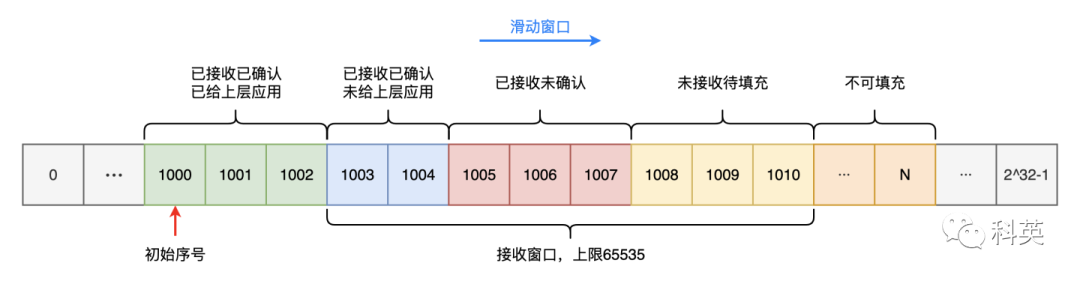 滑动窗口
已接收已确认
已给上层应用
已接收已确认
未给上层应用
已接收未确认
未接收待填充
不可填充
0 ... 1000 1001 1002 1003 1004 1005 1006 1007 1008 1009 1010 ... N ... 2^32-1
初始序号
接收窗口，上限65535
科英